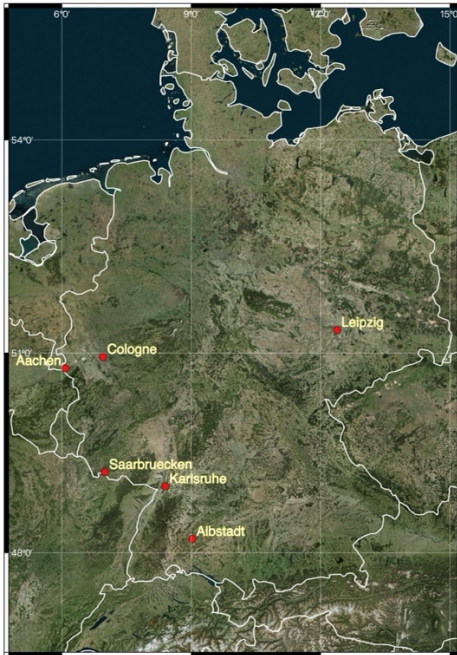 6°0' 9°0' 12°0' 15°0'
54°0'
Leipzig
51°0'
Cologne
Aachen
Saarbruecken
Karlsruhe
Albstadt
48°0'